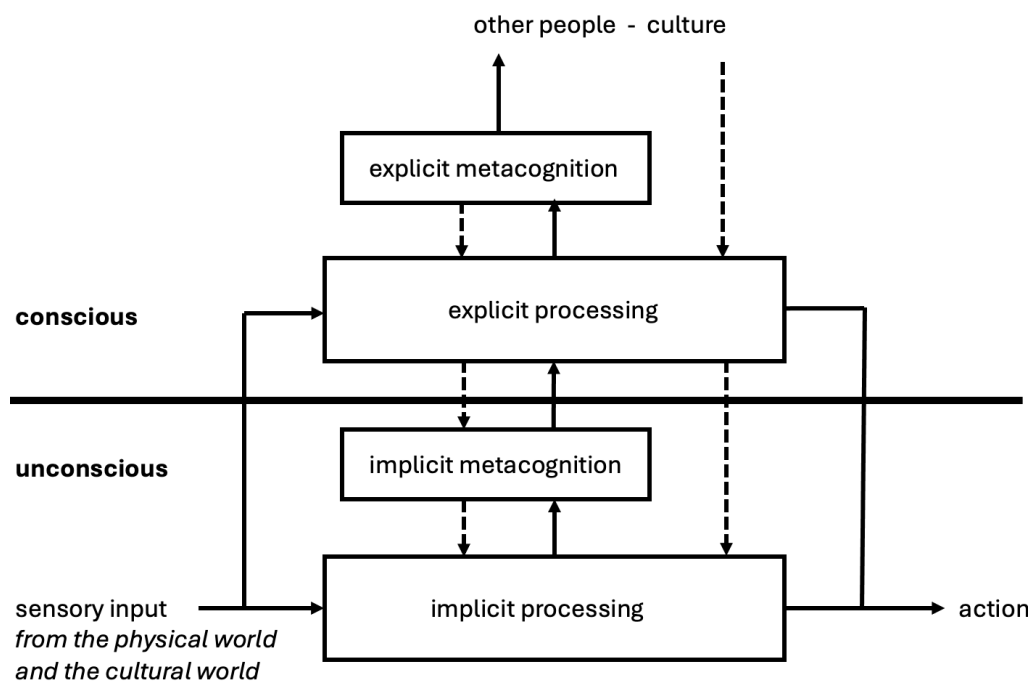 other people - culture
explicit metacognition
explicit processing
conscious
implicit metacognition
unconscious
implicit processing
sensory input
from the physical world
and the cultural world
action